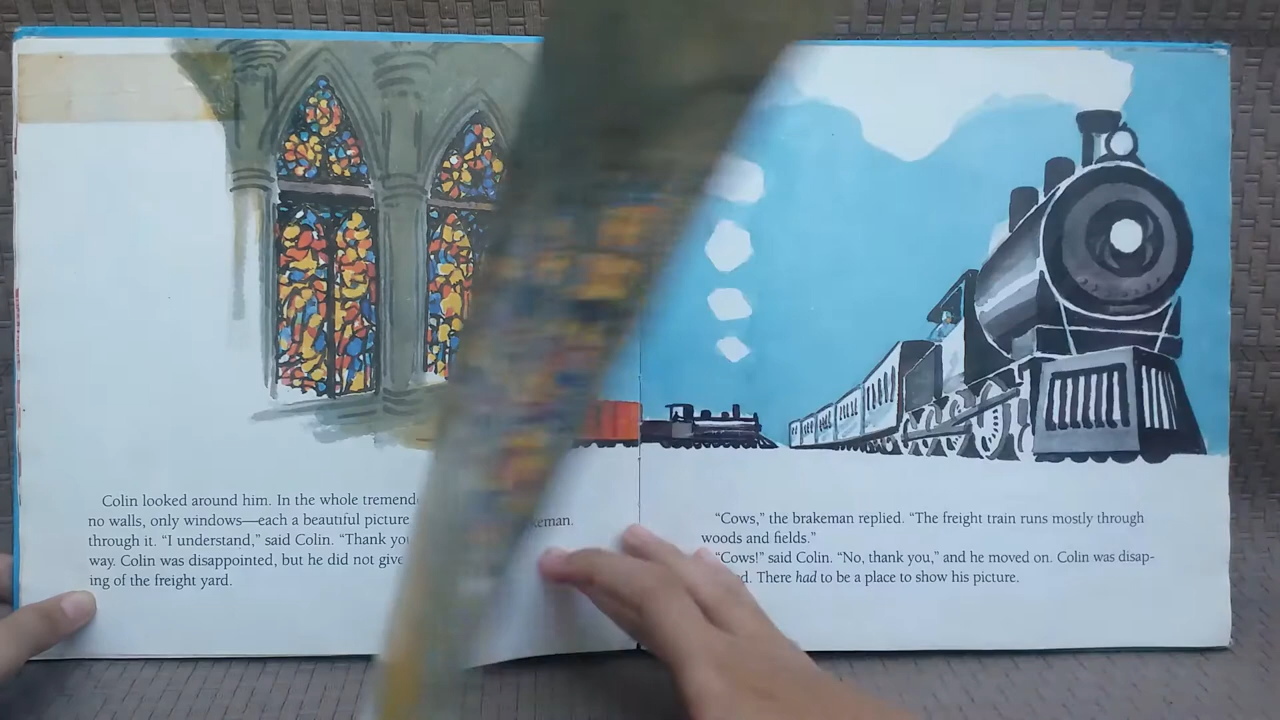 Colin looked around him. In the whole tremend
no walls, only windows—each a beautiful picture
through it. “I understand,” said Colin. “Thank you
way. Colin was disappointed, but he did not give
ing of the freight yard.
keman.
“Cows,” the brakeman replied. “The freight train runs mostly through
woods and fields.”
“Cows!” said Colin. “No, thank you,” and he moved on. Colin was disap-
d. There had to be a place to show his picture.